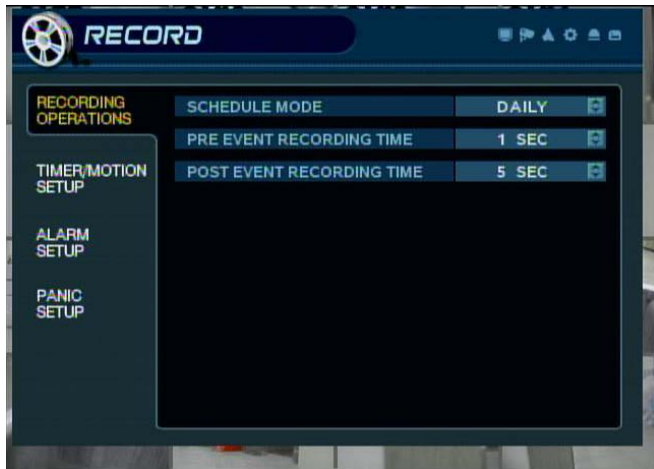 RECORD
RECORDING
OPERATIONS
SCHEDULE MODE DAILY
PRE EVENT RECORDING TIME 1 SEC
POST EVENT RECORDING TIME 5 SEC
TIMER/MOTION
SETUP
ALARM
SETUP
PANIC
SETUP